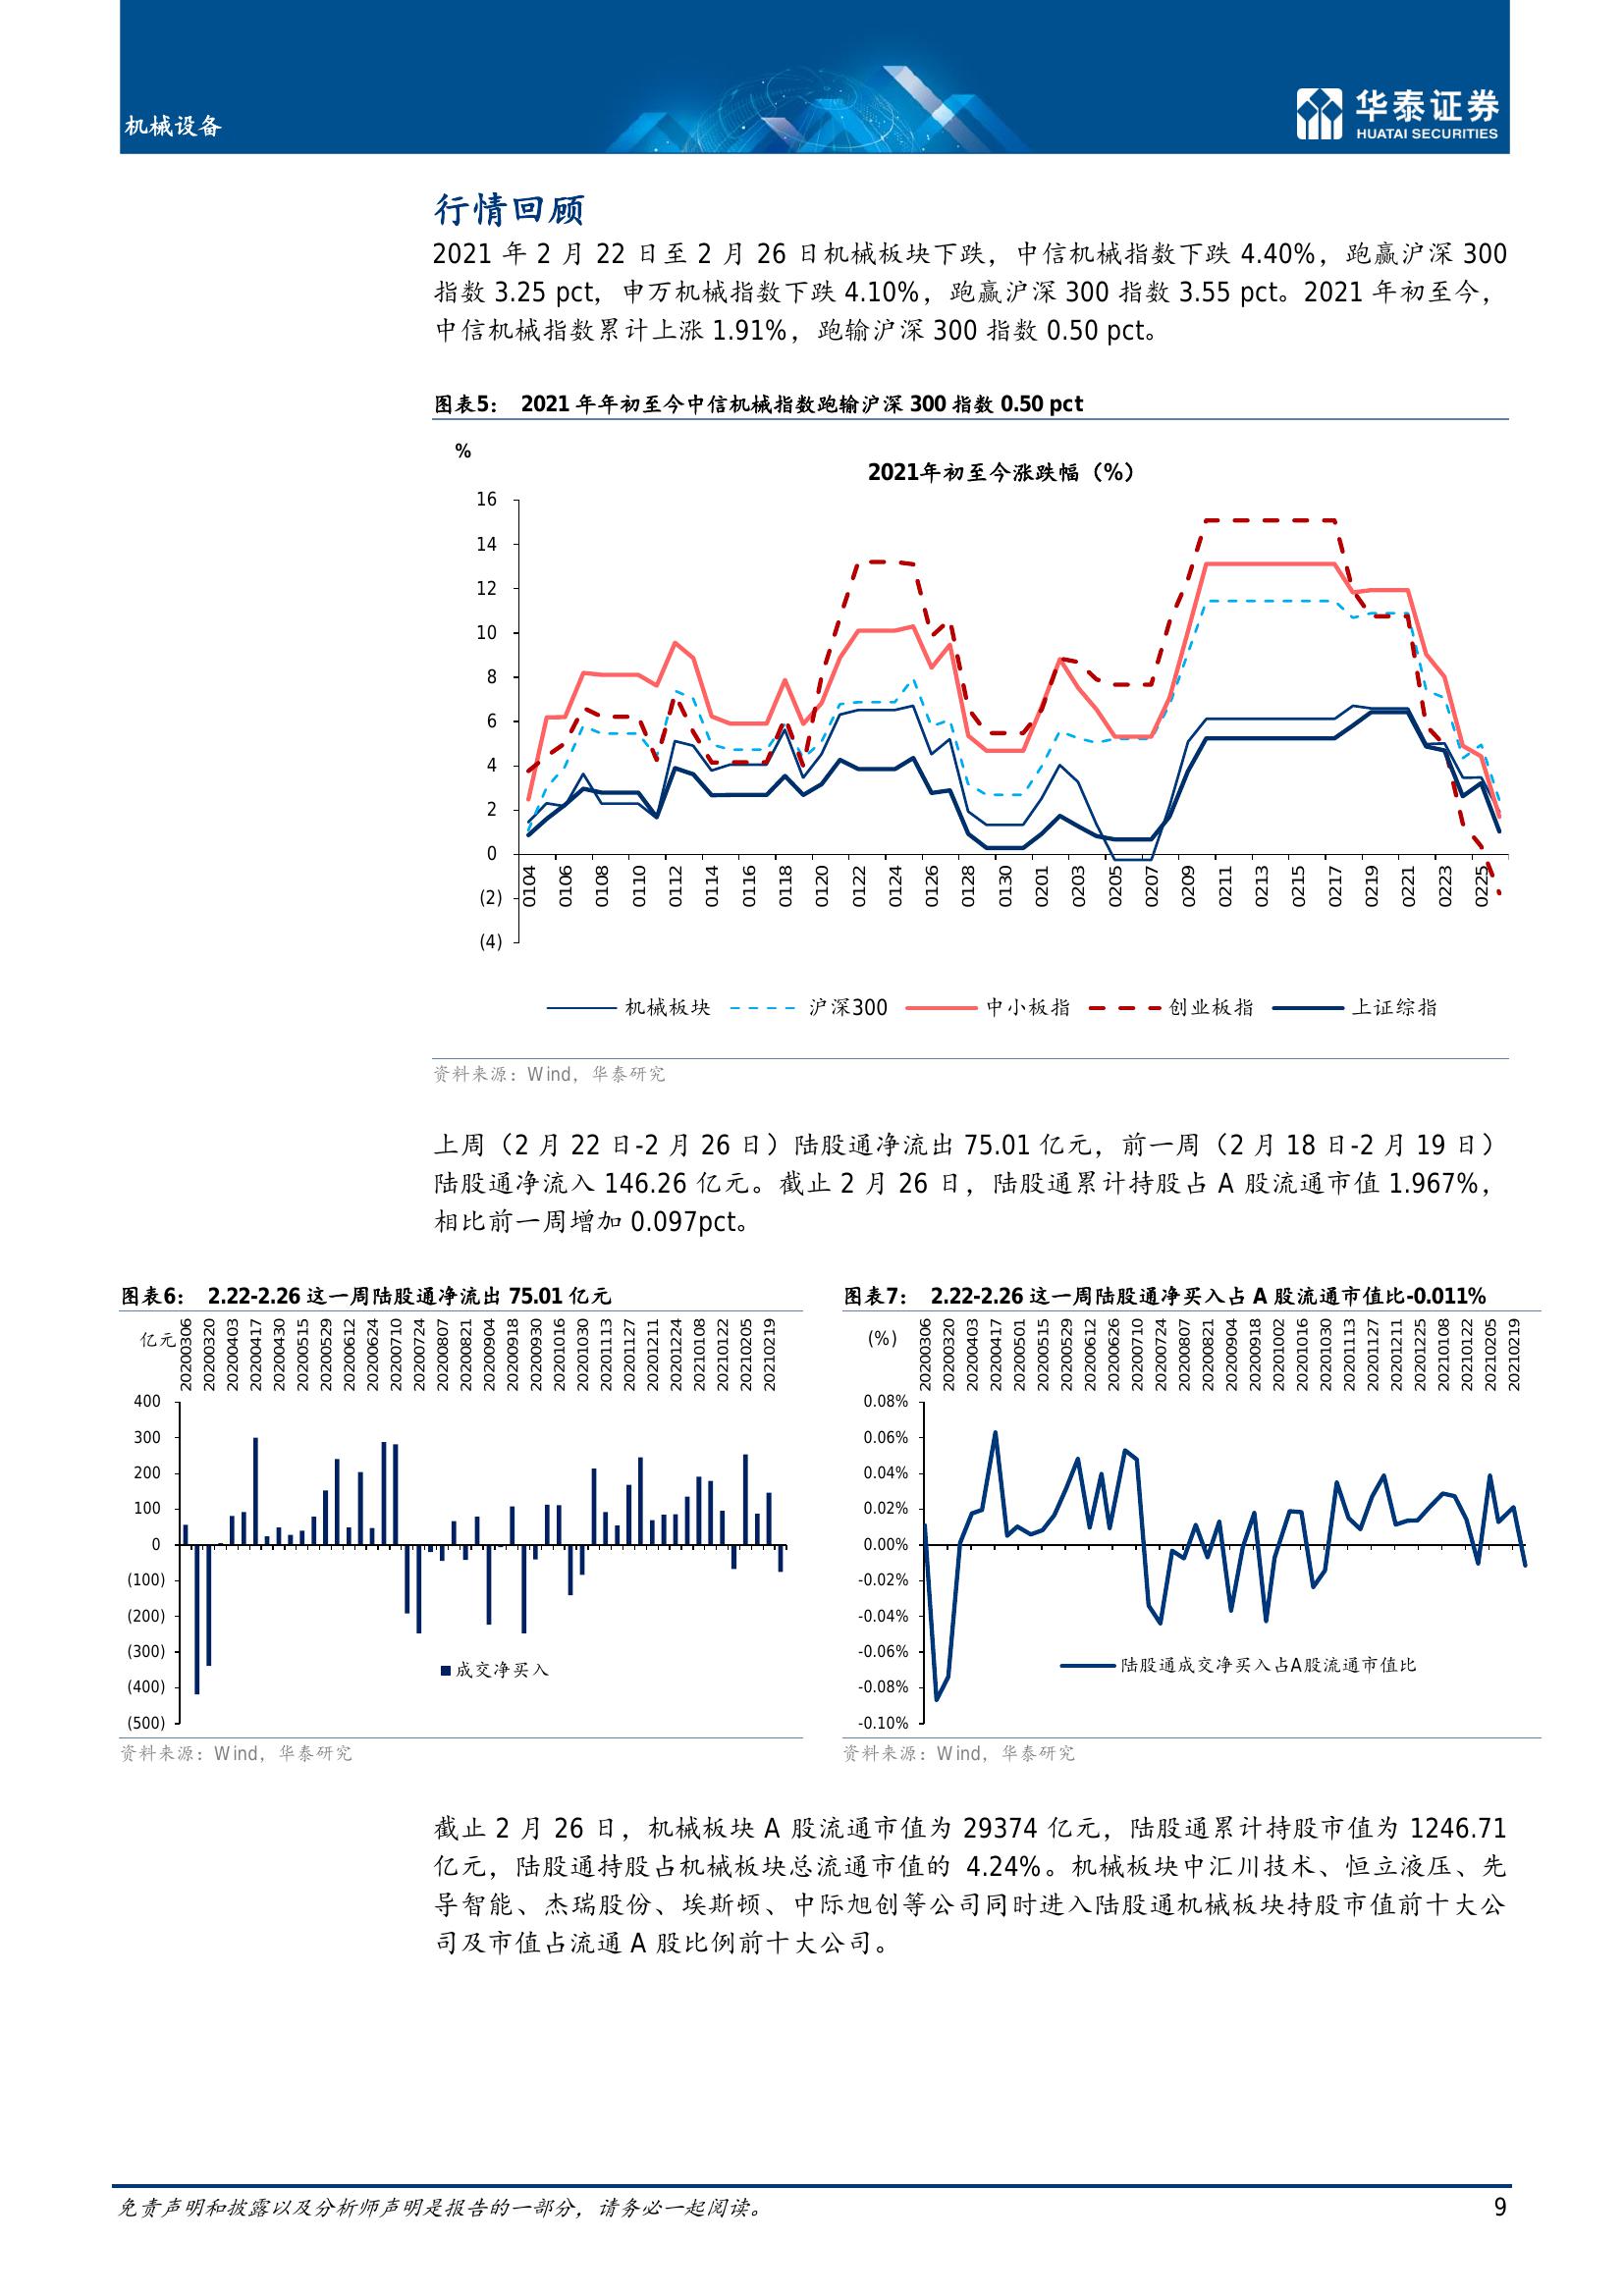 机械设备
华泰证券
HUATAI SECURITIES
行情回顾
2021 年 2 月 22 日至 2 月 26 日机械板块下跌，中信机械指数下跌 4.40%，跑赢沪深 300
指数 3.25 pct，申万机械指数下跌 4.10%，跑赢沪深 300 指数 3.55 pct。2021 年初至今，
中信机械指数累计上涨 1.91%，跑输沪深 300 指数 0.50 pct。
图表5： 2021 年年初至今中信机械指数跑输沪深 300 指数 0.50 pct
%
2021年初至今涨跌幅（%）
16
14
12
10
8
6
4
2
0
(2)
(4)
0104 0106 0108 0110 0112 0114 0116 0118 0120 0122 0124 0126 0128 0130 0201 0203 0205 0207 0209 0211 0213 0215 0217 0219 0221 0223 0225
机械板块 沪深300 中小板指 创业板指 上证综指
资料来源：Wind，华泰研究
上周（2 月 22 日-2 月 26 日）陆股通净流出 75.01 亿元，前一周（2 月 18 日-2 月 19 日）
陆股通净流入 146.26 亿元。截止 2 月 26 日，陆股通累计持股占 A 股流通市值 1.967%，
相比前一周增加 0.097pct。
图表6： 2.22-2.26 这一周陆股通净流出 75.01 亿元
亿元
20200306 20200320 20200403 20200417 20200430 20200515 20200529 20200612 20200624 20200710 20200724 20200807 20200821 20200904 20200918 20200930 20201016 20201030 20201113 20201127 20201211 20201224 20210108 20210122 20210205 20210219
400
300
200
100
0
(100)
(200)
(300)
(400)
(500)
成交净买入
资料来源：Wind，华泰研究
图表7： 2.22-2.26 这一周陆股通净买入占 A 股流通市值比-0.011%
(%)
20200306 20200320 20200403 20200417 20200501 20200515 20200529 20200612 20200626 20200710 20200724 20200807 20200821 20200904 20200918 20201002 20201016 20201030 20201113 20201127 20201211 20201225 20210108 20210122 20210205 20210219
0.08%
0.06%
0.04%
0.02%
0.00%
-0.02%
-0.04%
-0.06%
-0.08%
-0.10%
陆股通成交净买入占A股流通市值比
资料来源：Wind，华泰研究
截止 2 月 26 日，机械板块 A 股流通市值为 29374 亿元，陆股通累计持股市值为 1246.71
亿元，陆股通持股占机械板块总流通市值的 4.24%。机械板块中汇川技术、恒立液压、先
导智能、杰瑞股份、埃斯顿、中际旭创等公司同时进入陆股通机械板块持股市值前十大公
司及市值占流通 A 股比例前十大公司。
免责声明和披露以及分析师声明是报告的一部分，请务必一起阅读。
9